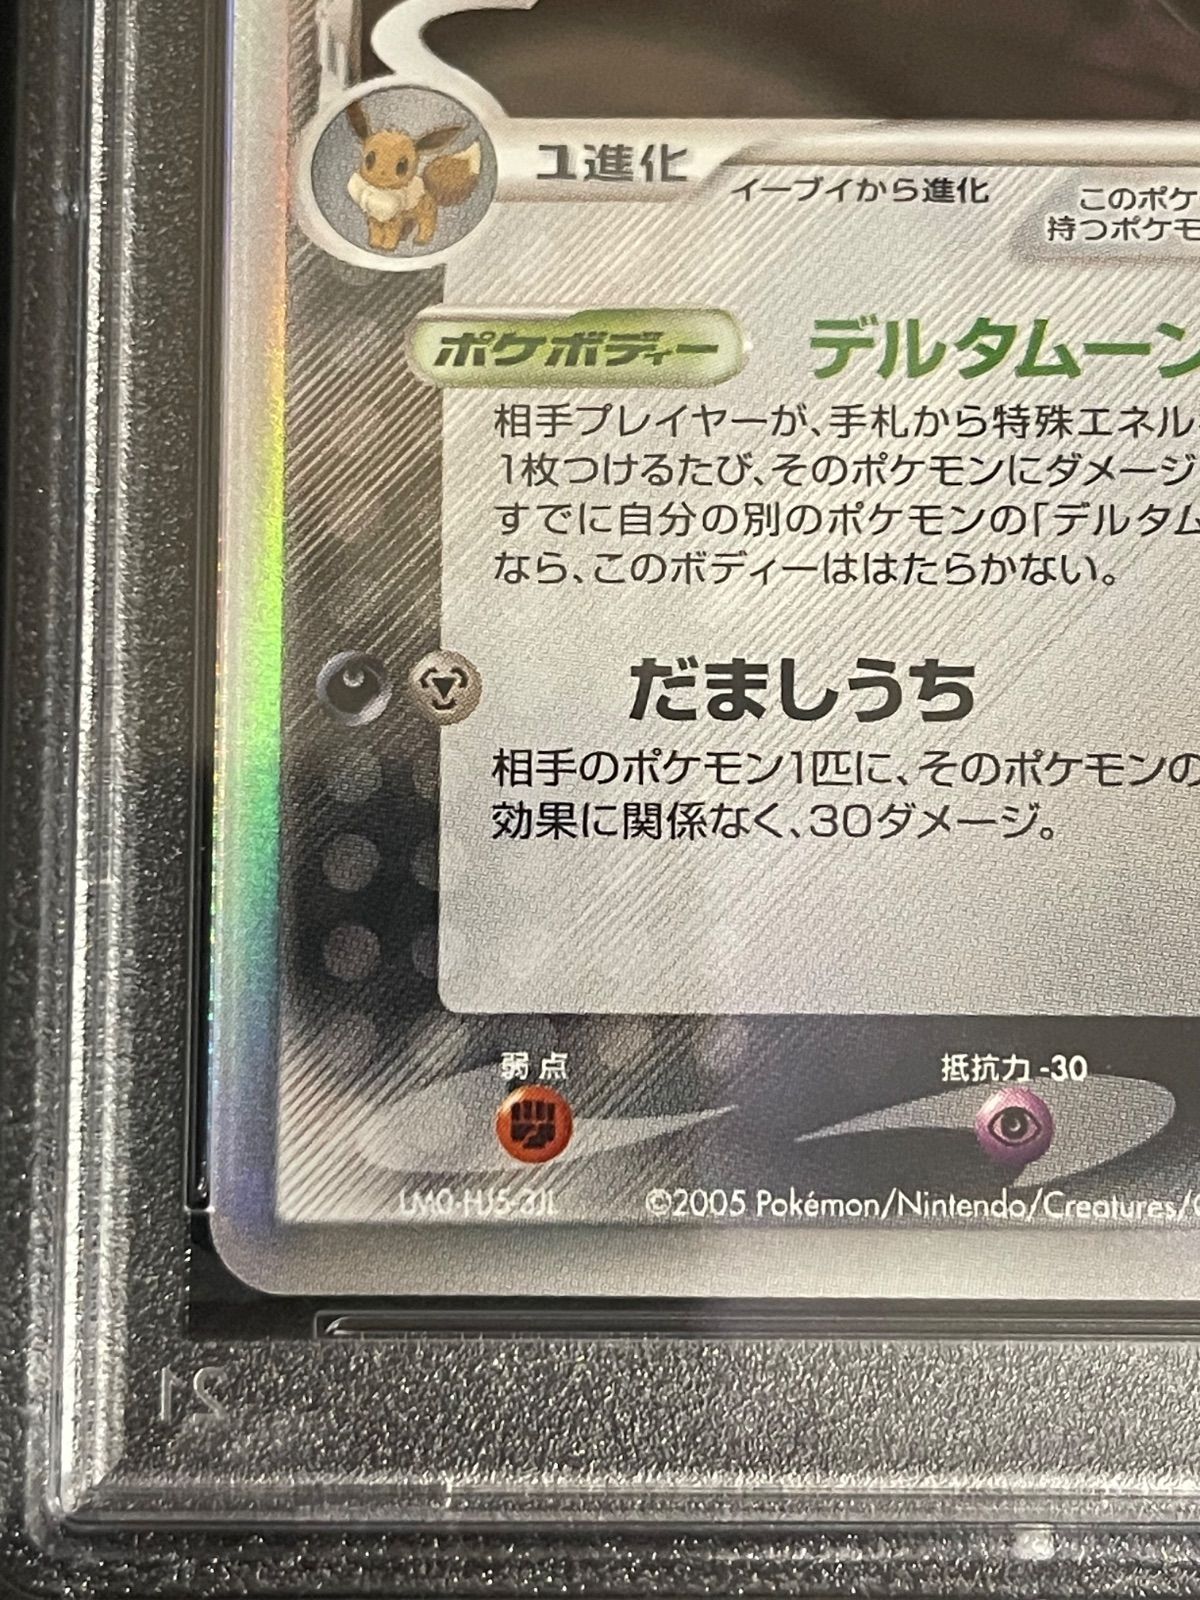 1進化
イーブイから進化
このポケ
持つポケモ
ポケボディー デルタムーン
相手プレイヤーが、手札から特殊エネル
1枚つけるたび、そのポケモンにダメージ
すでに自分の別のポケモンの「デルタム
なら、このボディーははたらかない。
だましうち
相手のポケモン1匹に、そのポケモンの
効果に関係なく、30ダメージ。
弱点 抵抗力 -30
©2005 Pokémon/Nintendo/Creatures/
21